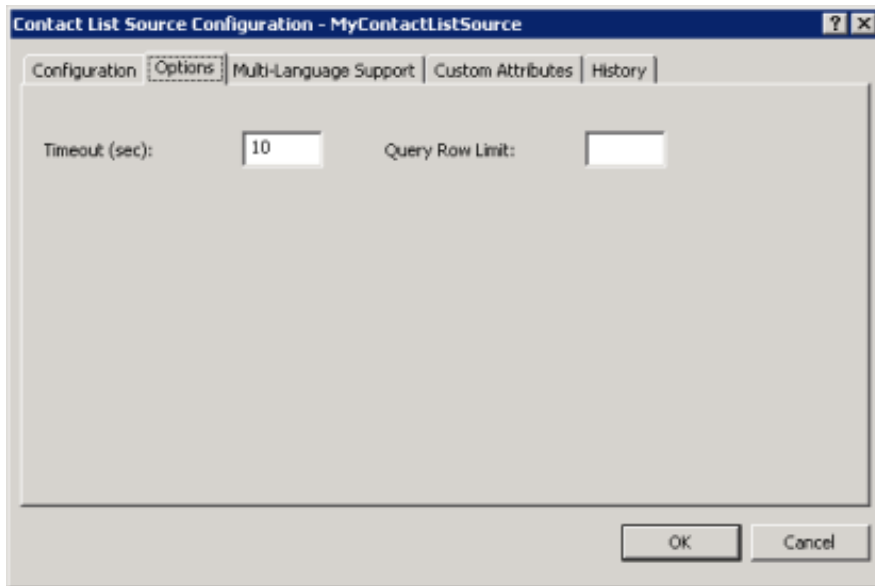 Contact List Source Configuration - MyContactListSource ? ×
Configuration Options Multi-Language Support Custom Attributes History
Timeout (sec): 10 Query Row Limit:
OK Cancel